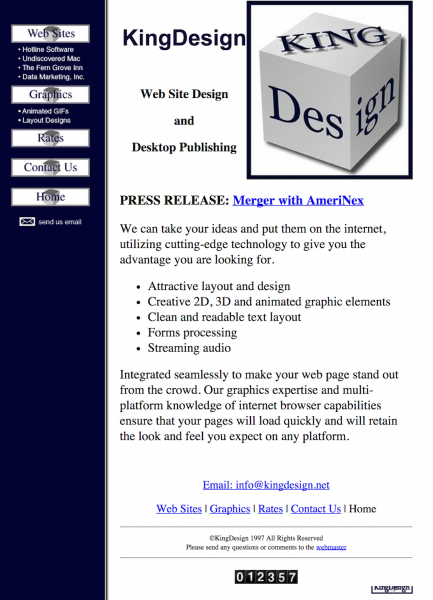 Web Sites
• Hotline Software
• Undiscovered Mac
• The Fern Grove Inn
• Data Marketing, Inc.
Graphics
• Animated GIFs
• Layout Designs
Rates
Contact Us
Home
send us email
KingDesign
Web Site Design
and
Desktop Publishing
KING
Des ign
PRESS RELEASE: Merger with AmeriNex
We can take your ideas and put them on the internet,
utilizing cutting-edge technology to give you the
advantage you are looking for.
• Attractive layout and design
• Creative 2D, 3D and animated graphic elements
• Clean and readable text layout
• Forms processing
• Streaming audio
Integrated seamlessly to make your web page stand out
from the crowd. Our graphics expertise and multi-
platform knowledge of internet browser capabilities
ensure that your pages will load quickly and will retain
the look and feel you expect on any platform.
Email: info@kingdesign.net
Web Sites | Graphics | Rates | Contact Us | Home
©KingDesign 1997 All Rights Reserved
Please send any questions or comments to the webmaster
012357
KingDesign